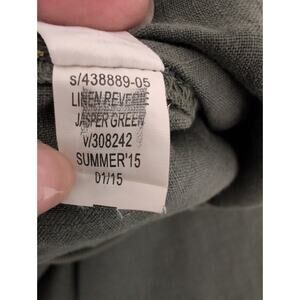 s/438889-05
LINEN REVERIE
JASPER GREEN
v/308242
SUMMER'15
01/15